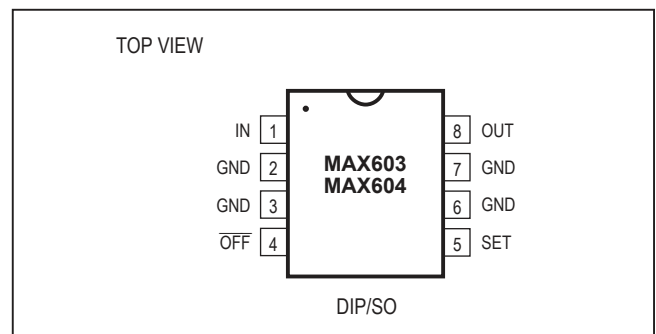 TOP VIEW
IN 1
GND 2
GND 3
O̅F̅F̅ 4
MAX603
MAX604
8 OUT
7 GND
6 GND
5 SET
DIP/SO